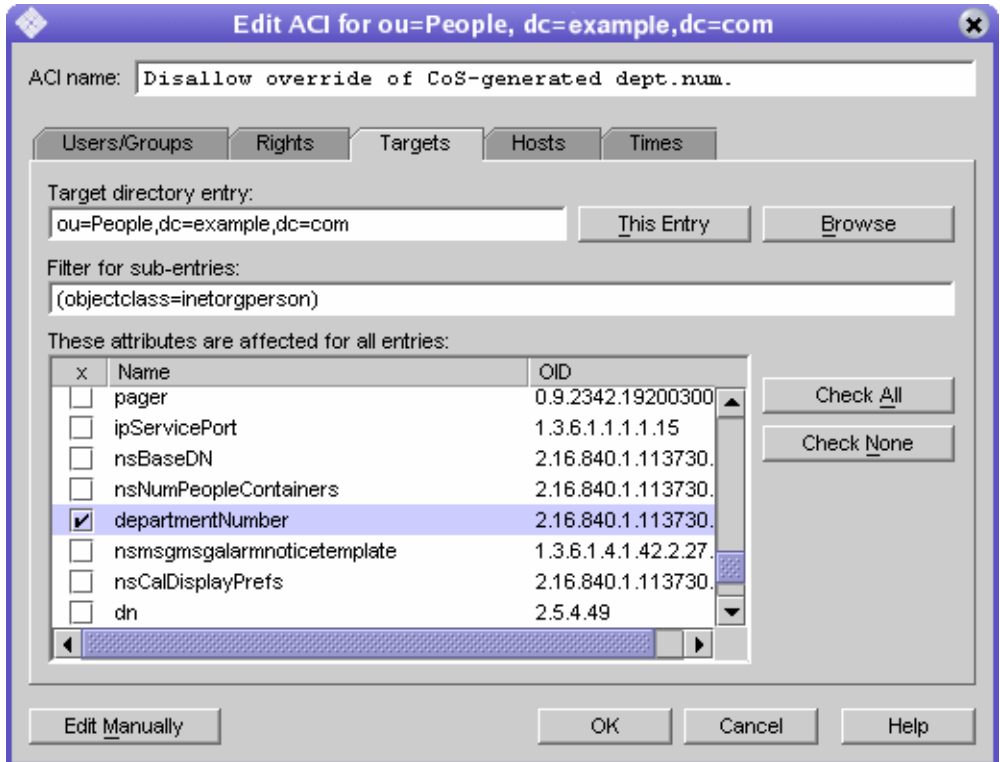 Edit ACI for ou=People, dc=example,dc=com
ACI name: Disallow override of CoS-generated dept.num.
Users/Groups Rights Targets Hosts Times
Target directory entry:
ou=People,dc=example,dc=com This Entry Browse
Filter for sub-entries:
(objectclass=inetorgperson)
These attributes are affected for all entries:
x Name OID
pager 0.9.2342.19200300
ipServicePort 1.3.6.1.1.1.1.15
nsBaseDN 2.16.840.1.113730.
nsNumPeopleContainers 2.16.840.1.113730.
departmentNumber 2.16.840.1.113730.
nsmsgmsgalarmnoticetemplate 1.3.6.1.4.1.42.2.27.
nsCalDisplayPrefs 2.16.840.1.113730.
dn 2.5.4.49
Check All
Check None
Edit Manually OK Cancel Help